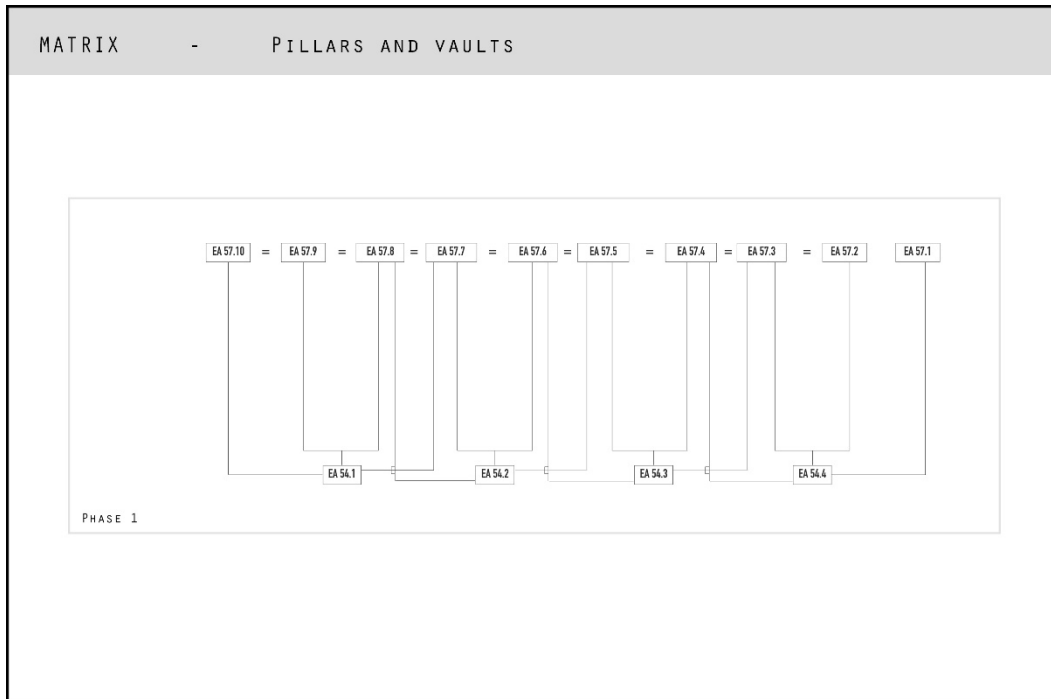 MATRIX - PILLARS AND VAULTS
EA 57.10 = EA 57.9 = EA 57.8 = EA 57.7 = EA 57.6 = EA 57.5 = EA 57.4 = EA 57.3 = EA 57.2 EA 57.1
EA 54.1 EA 54.2 EA 54.3 EA 54.4
PHASE 1